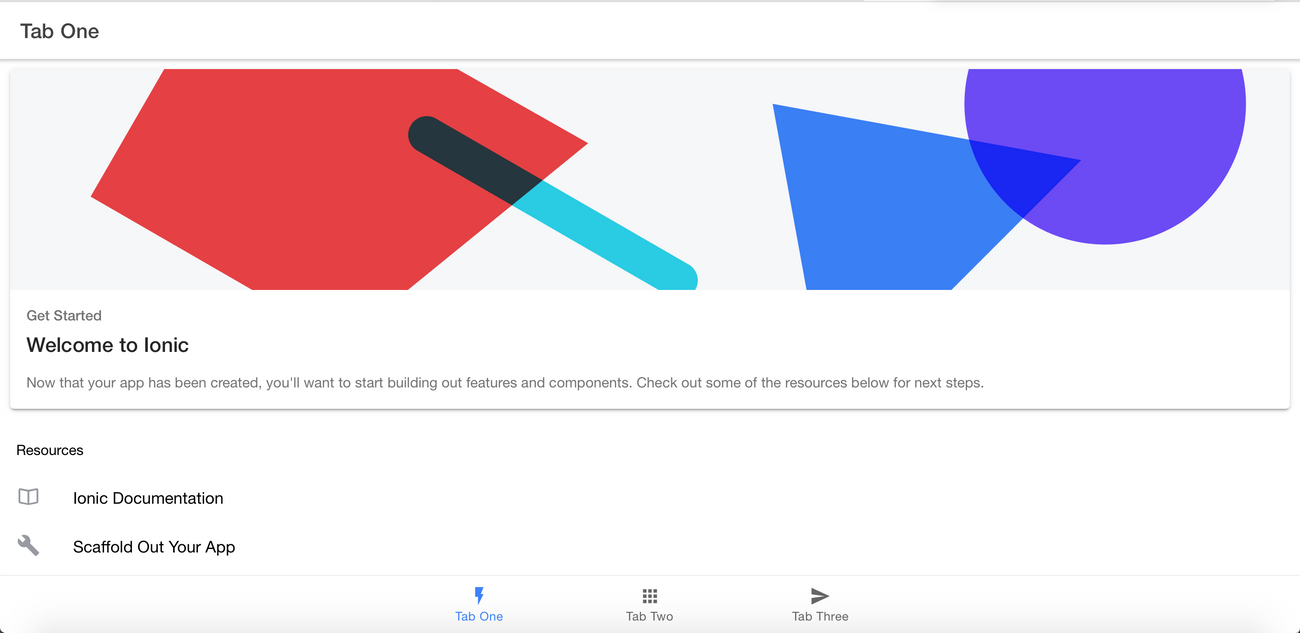 Tab One
Get Started
Welcome to Ionic
Now that your app has been created, you'll want to start building out features and components. Check out some of the resources below for next steps.
Resources
Ionic Documentation
Scaffold Out Your App
Tab One
Tab Two
Tab Three